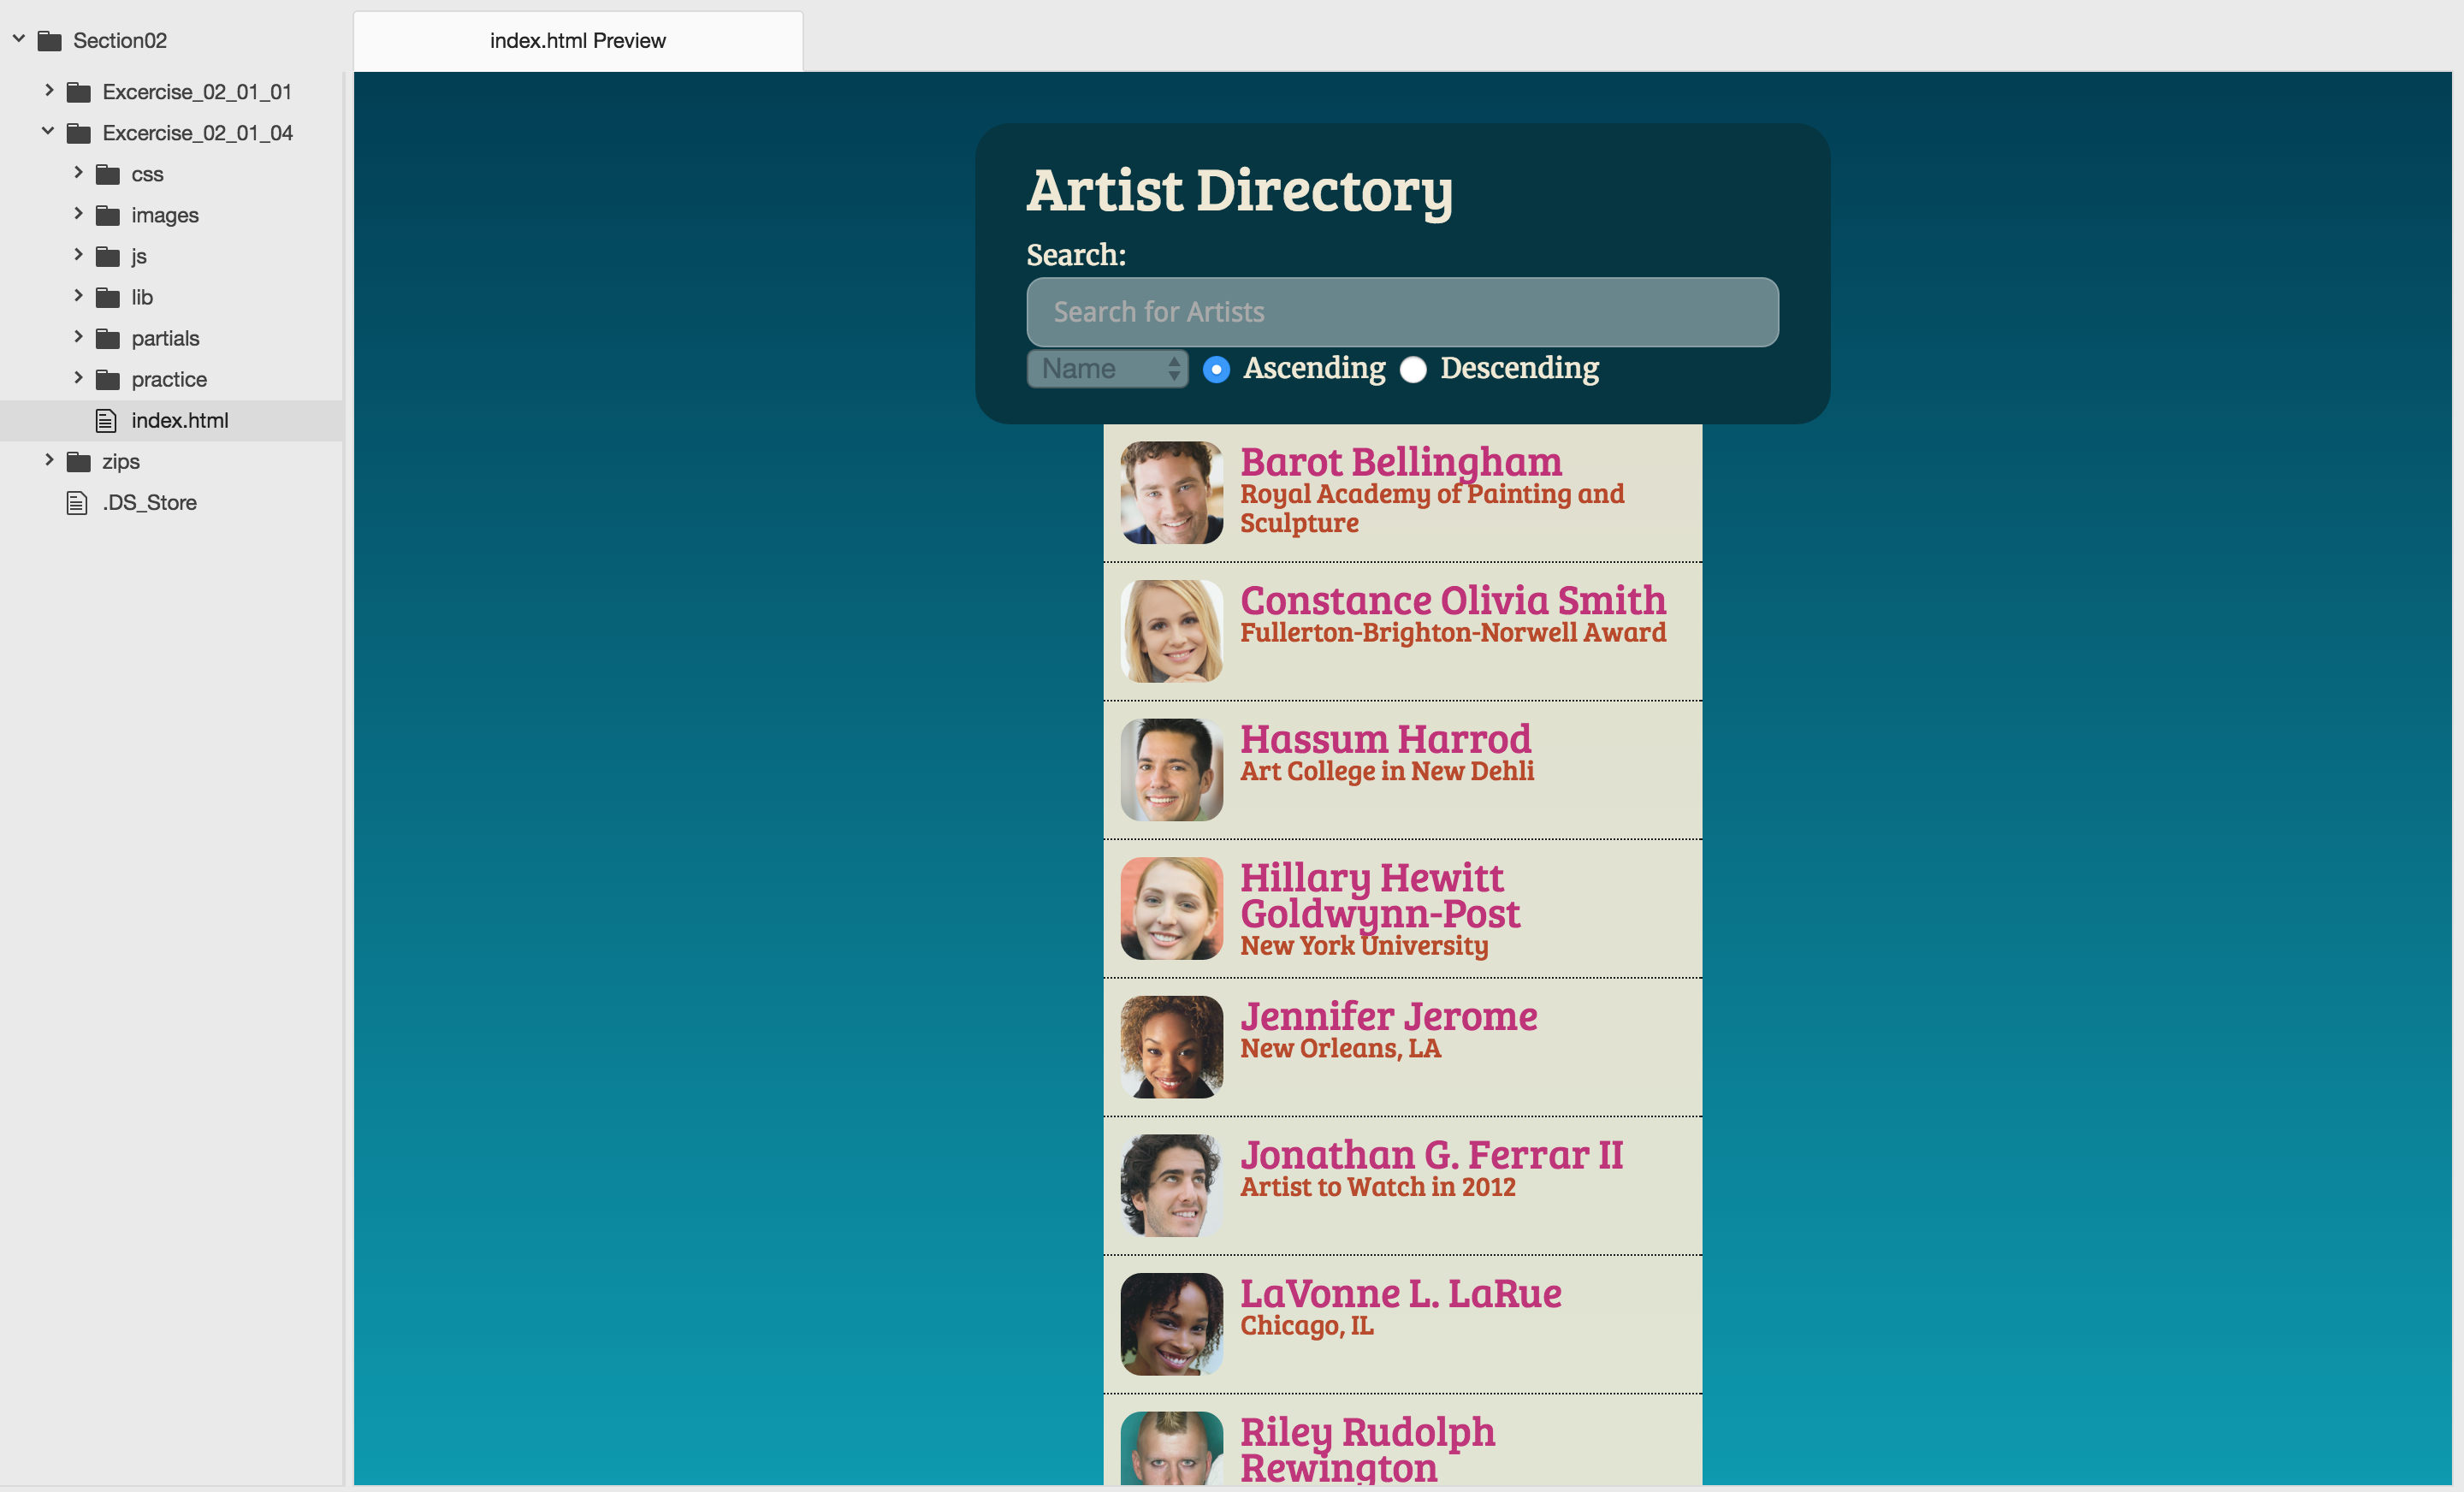 Section02
Excercise_02_01_01
Excercise_02_01_04
css
images
js
lib
partials
practice
index.html
zips
.DS_Store
index.html Preview
Artist Directory
Search:
Search for Artists
Name Ascending Descending
Barot Bellingham
Royal Academy of Painting and
Sculpture
Constance Olivia Smith
Fullerton-Brighton-Norwell Award
Hassum Harrod
Art College in New Dehli
Hillary Hewitt
Goldwynn-Post
New York University
Jennifer Jerome
New Orleans, LA
Jonathan G. Ferrar II
Artist to Watch in 2012
LaVonne L. LaRue
Chicago, IL
Riley Rudolph
Rewington